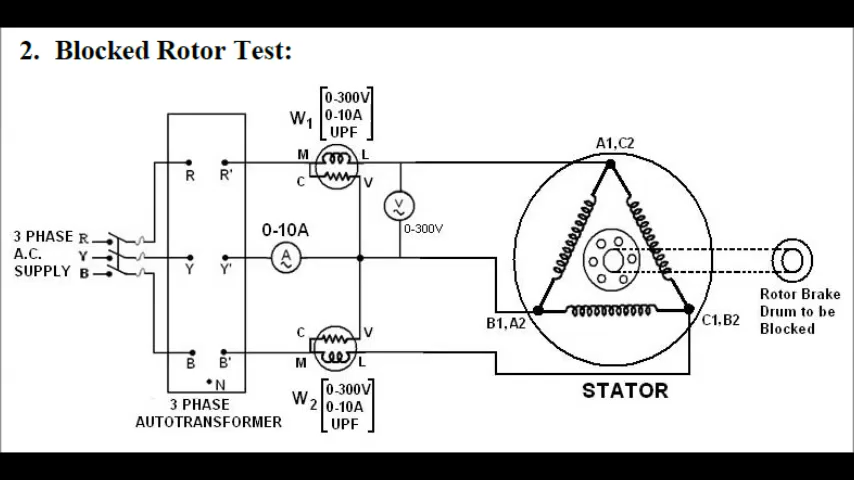 2. Blocked Rotor Test:
W1
0-300V
0-10A
UPF
M L
C V
A1,C2
R R'
V
0-300V
0-10A
3 PHASE R
A.C. Y
SUPPLY B
A
Y Y'
Rotor Brake
Drum to be
Blocked
B1,A2
C1,B2
C V
M L
B B'
N
STATOR
W2
0-300V
0-10A
UPF
3 PHASE
AUTOTRANSFORMER